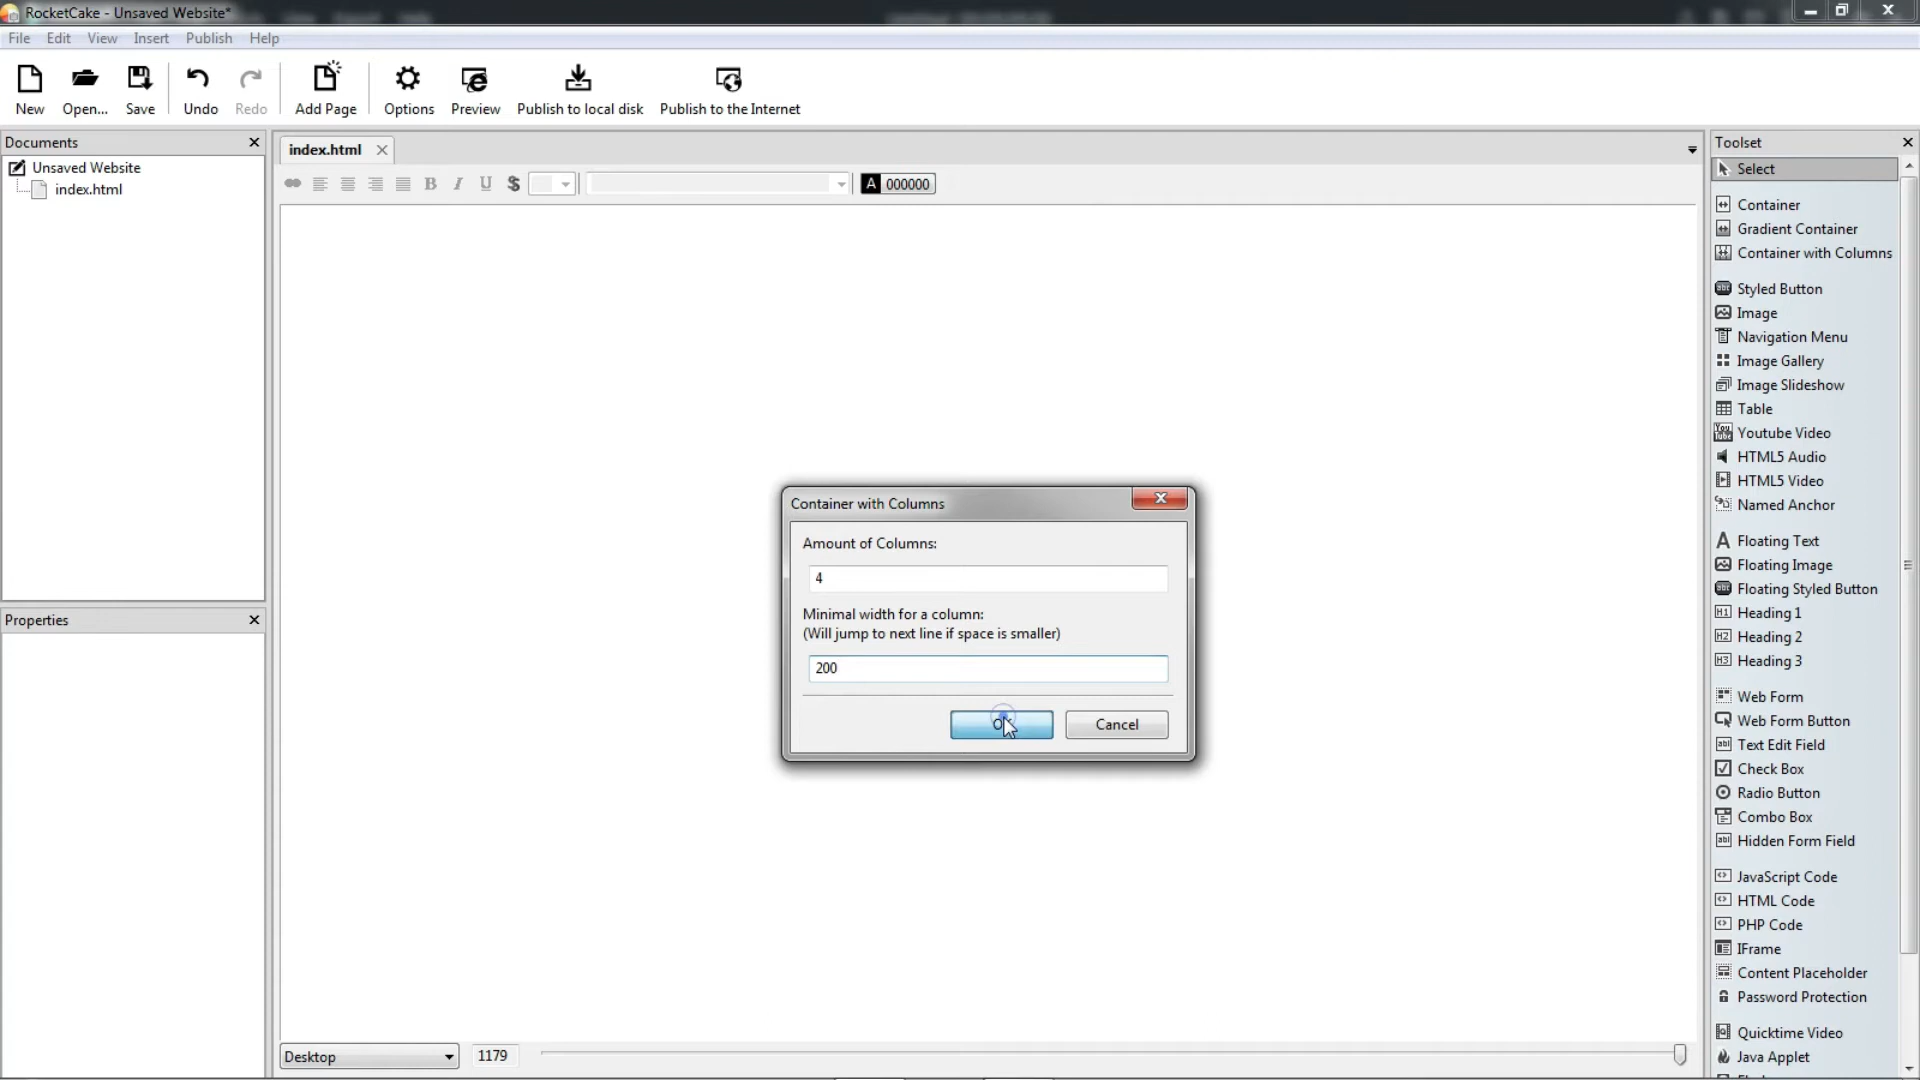 RocketCake - Unsaved Website*
File Edit View Insert Publish Help
New Open... Save Undo Redo Add Page Options Preview Publish to local disk Publish to the Internet
Documents
Unsaved Website
index.html
Properties
index.html
A 000000
Container with Columns
Amount of Columns:
4
Minimal width for a column:
(Will jump to next line if space is smaller)
200
Cancel
Desktop 1179
Toolset
Select
Container
Gradient Container
Container with Columns
Styled Button
Image
Navigation Menu
Image Gallery
Image Slideshow
Table
Youtube Video
HTML5 Audio
HTML5 Video
Named Anchor
Floating Text
Floating Image
Floating Styled Button
Heading 1
Heading 2
Heading 3
Web Form
Web Form Button
Text Edit Field
Check Box
Radio Button
Combo Box
Hidden Form Field
JavaScript Code
HTML Code
PHP Code
IFrame
Content Placeholder
Password Protection
Quicktime Video
Java Applet